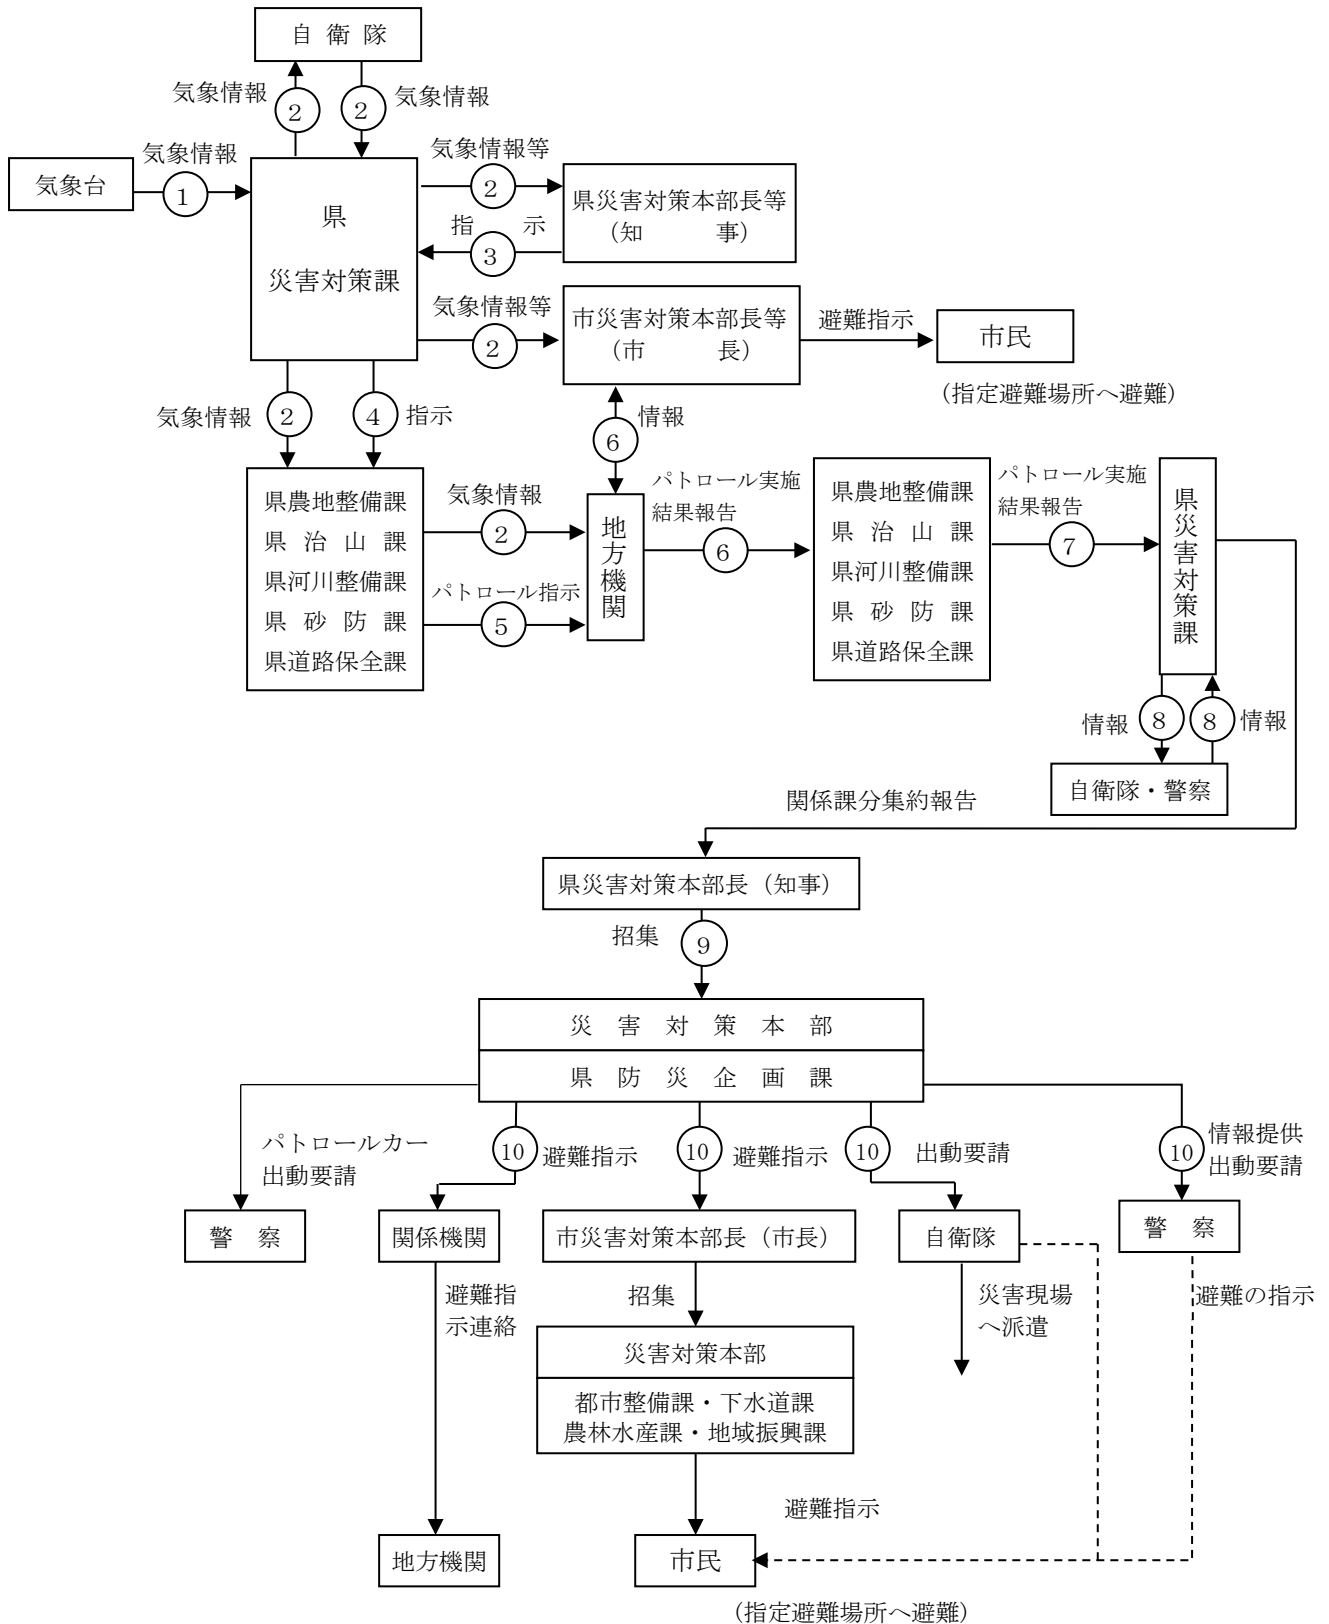 自 衛 隊
気象情報
②
②
気象情報
気象台
気象情報
①
県
災害対策課
気象情報等
②
指 示
③
県災害対策本部長等
（知 事）
気象情報等
②
市災害対策本部長等
（市 長）
避難指示
市民
（指定避難場所へ避難）
気象情報
②
④
指示
⑥
情報
県農地整備課
県 治 山 課
県河川整備課
県 砂 防 課
県道路保全課
気象情報
②
パトロール指示
⑤
地方機関
パトロール実施
結果報告
⑥
県農地整備課
県 治 山 課
県河川整備課
県 砂 防 課
県道路保全課
パトロール実施
結果報告
⑦
県災害対策課
情報
⑧
⑧
情報
自衛隊・警察
関係課分集約報告
県災害対策本部長（知事）
招集
⑨
災 害 対 策 本 部
県 防 災 企 画 課
パトロールカー
出動要請
⑩
避難指示
⑩
避難指示
⑩
出動要請
⑩
情報提供
出動要請
警 察
関係機関
市災害対策本部長（市長）
自衛隊
警 察
避難指
示連絡
招集
災害現場
へ派遣
避難の指示
災害対策本部
都市整備課・下水道課
農林水産課・地域振興課
避難指示
地方機関
市民
（指定避難場所へ避難）